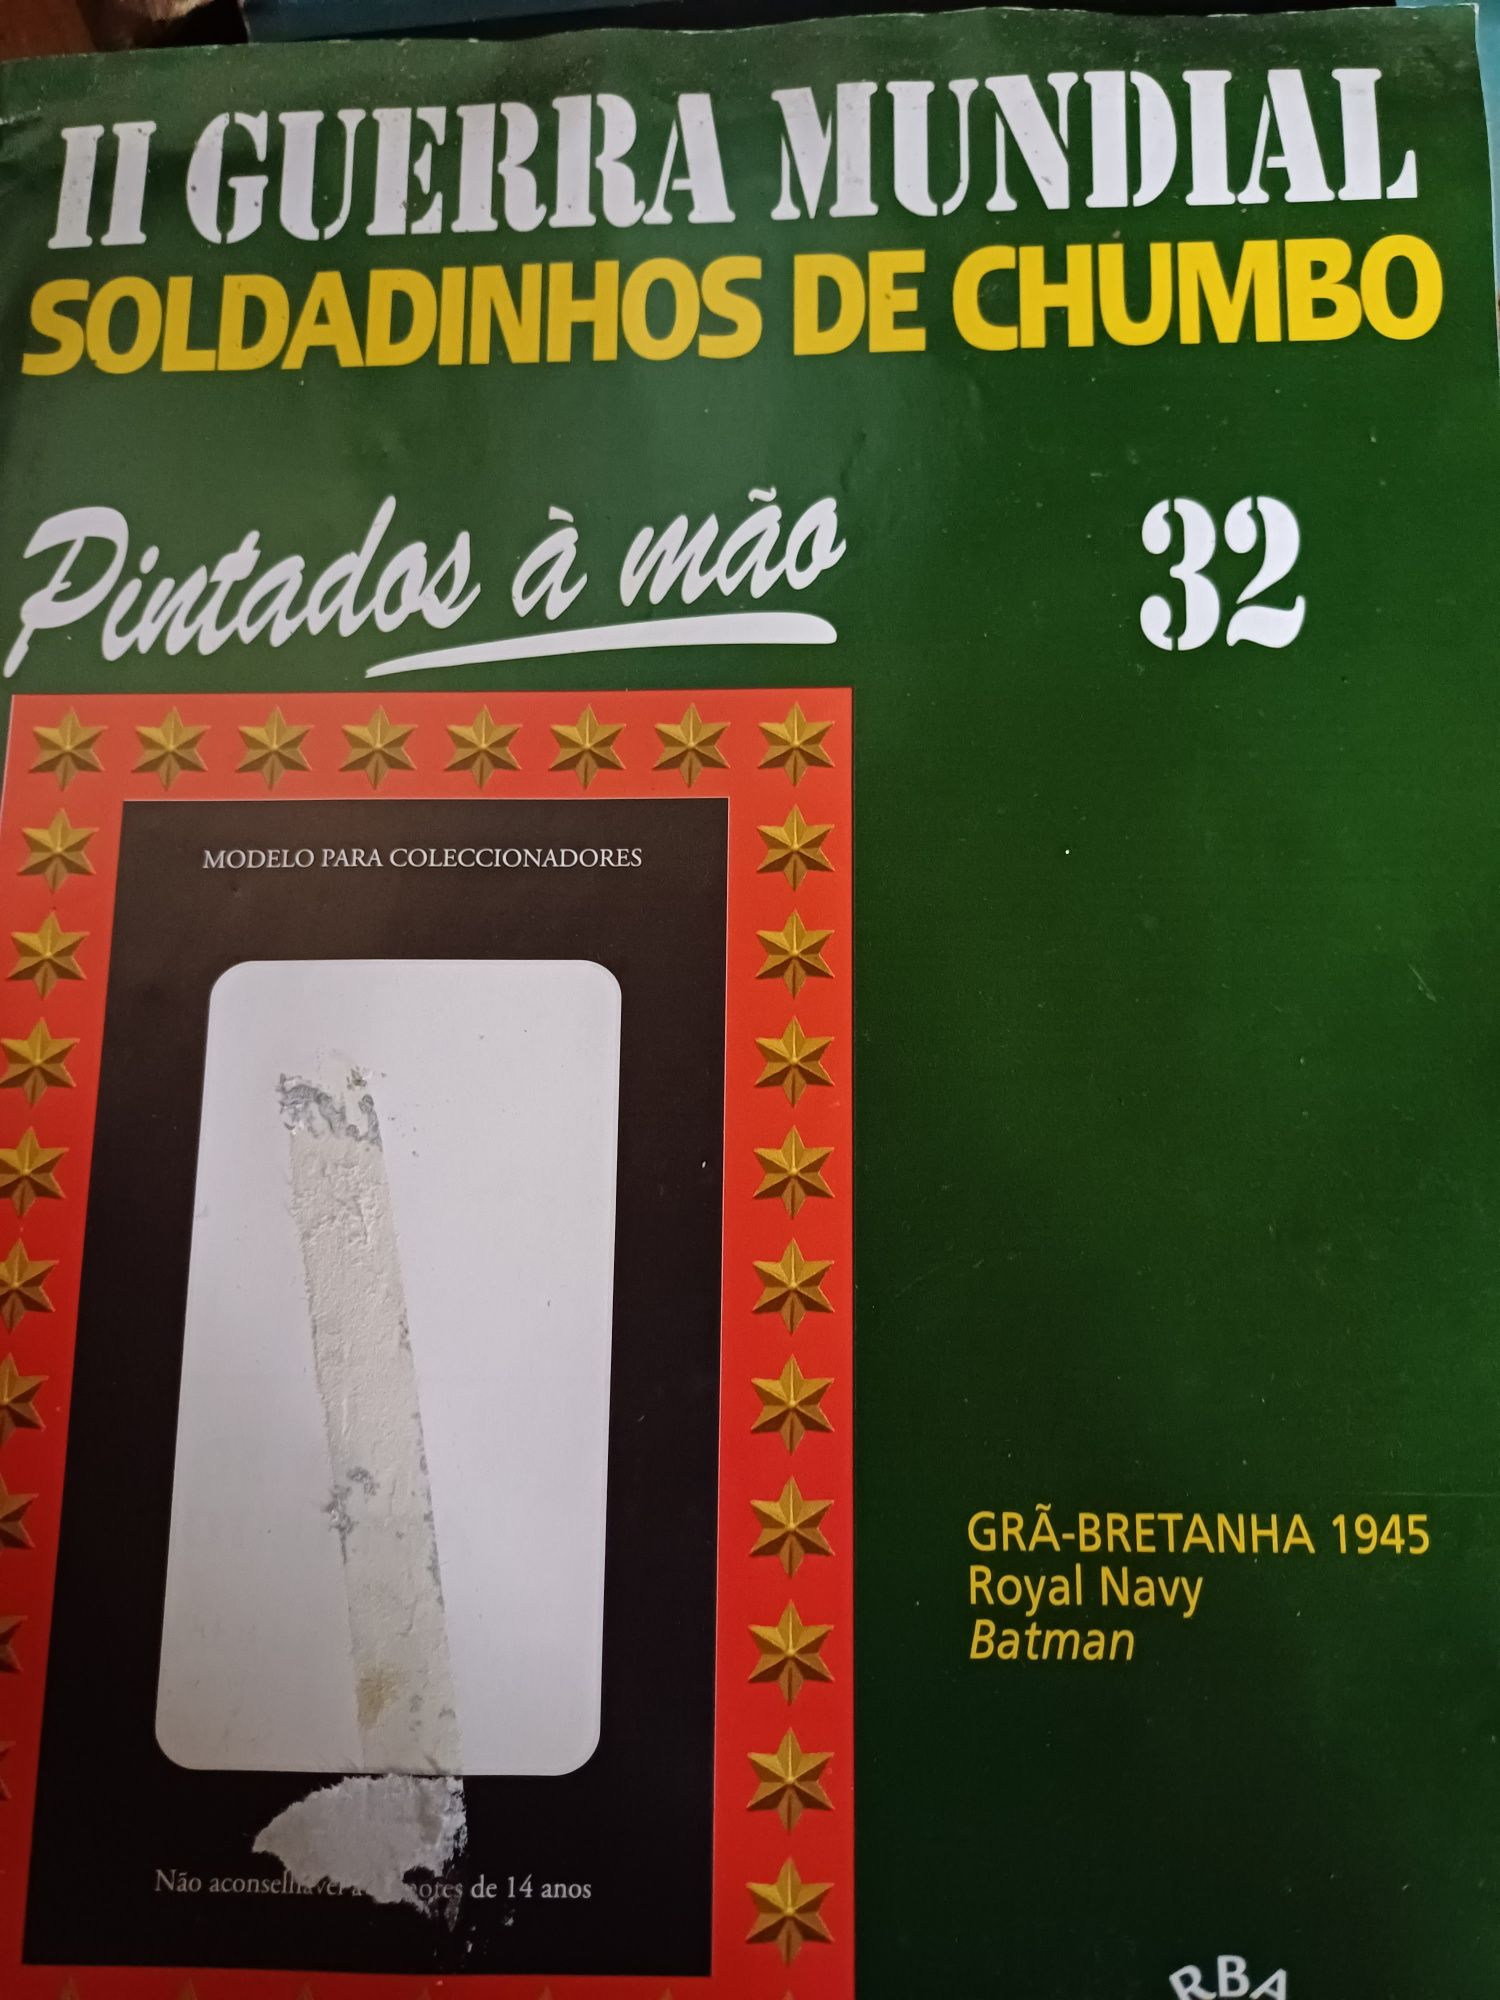 II GUERRA MUNDIAL
SOLDADINHOS DE CHUMBO
Pintados à mão
32
MODELO PARA COLECCIONADORES
GRÃ-BRETANHA 1945
Royal Navy
Batman
Não de 14 anos
RBA